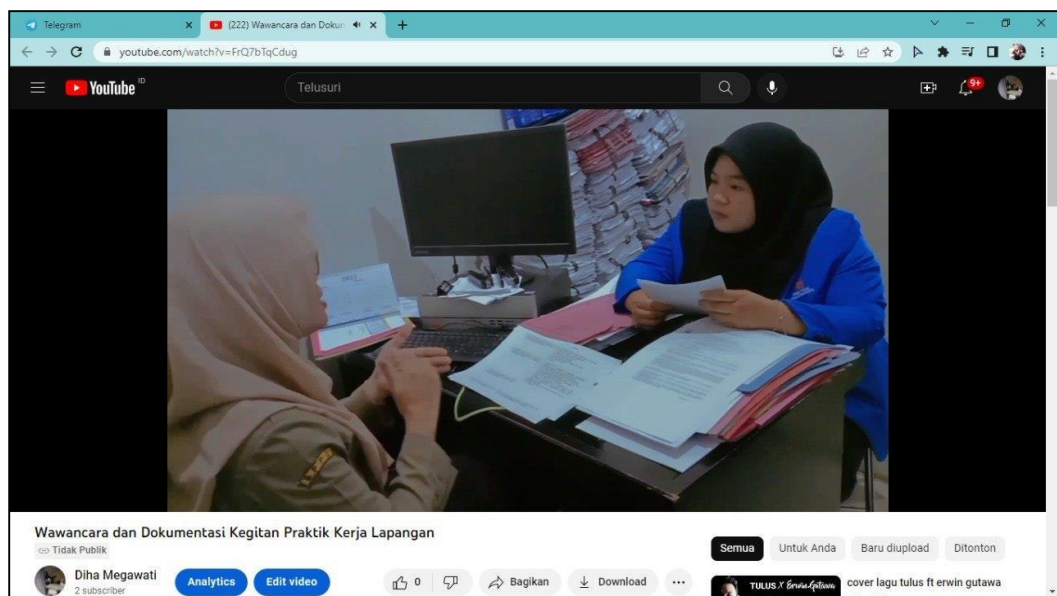 Telegram
(222) Wawancara dan Dokun
youtube.com/watch?v=FrQ7bTqCdug
YouTube ID
Telusuri
9+
Wawancara dan Dokumentasi Kegitan Praktik Kerja Lapangan
Tidak Publik
Semua
Untuk Anda
Baru diupload
Ditonton
Diha Megawati
2 subscriber
Analytics
Edit video
0
Bagikan
Download
TULUS X Erwin Gutawa
cover lagu tulus ft erwin gutawa